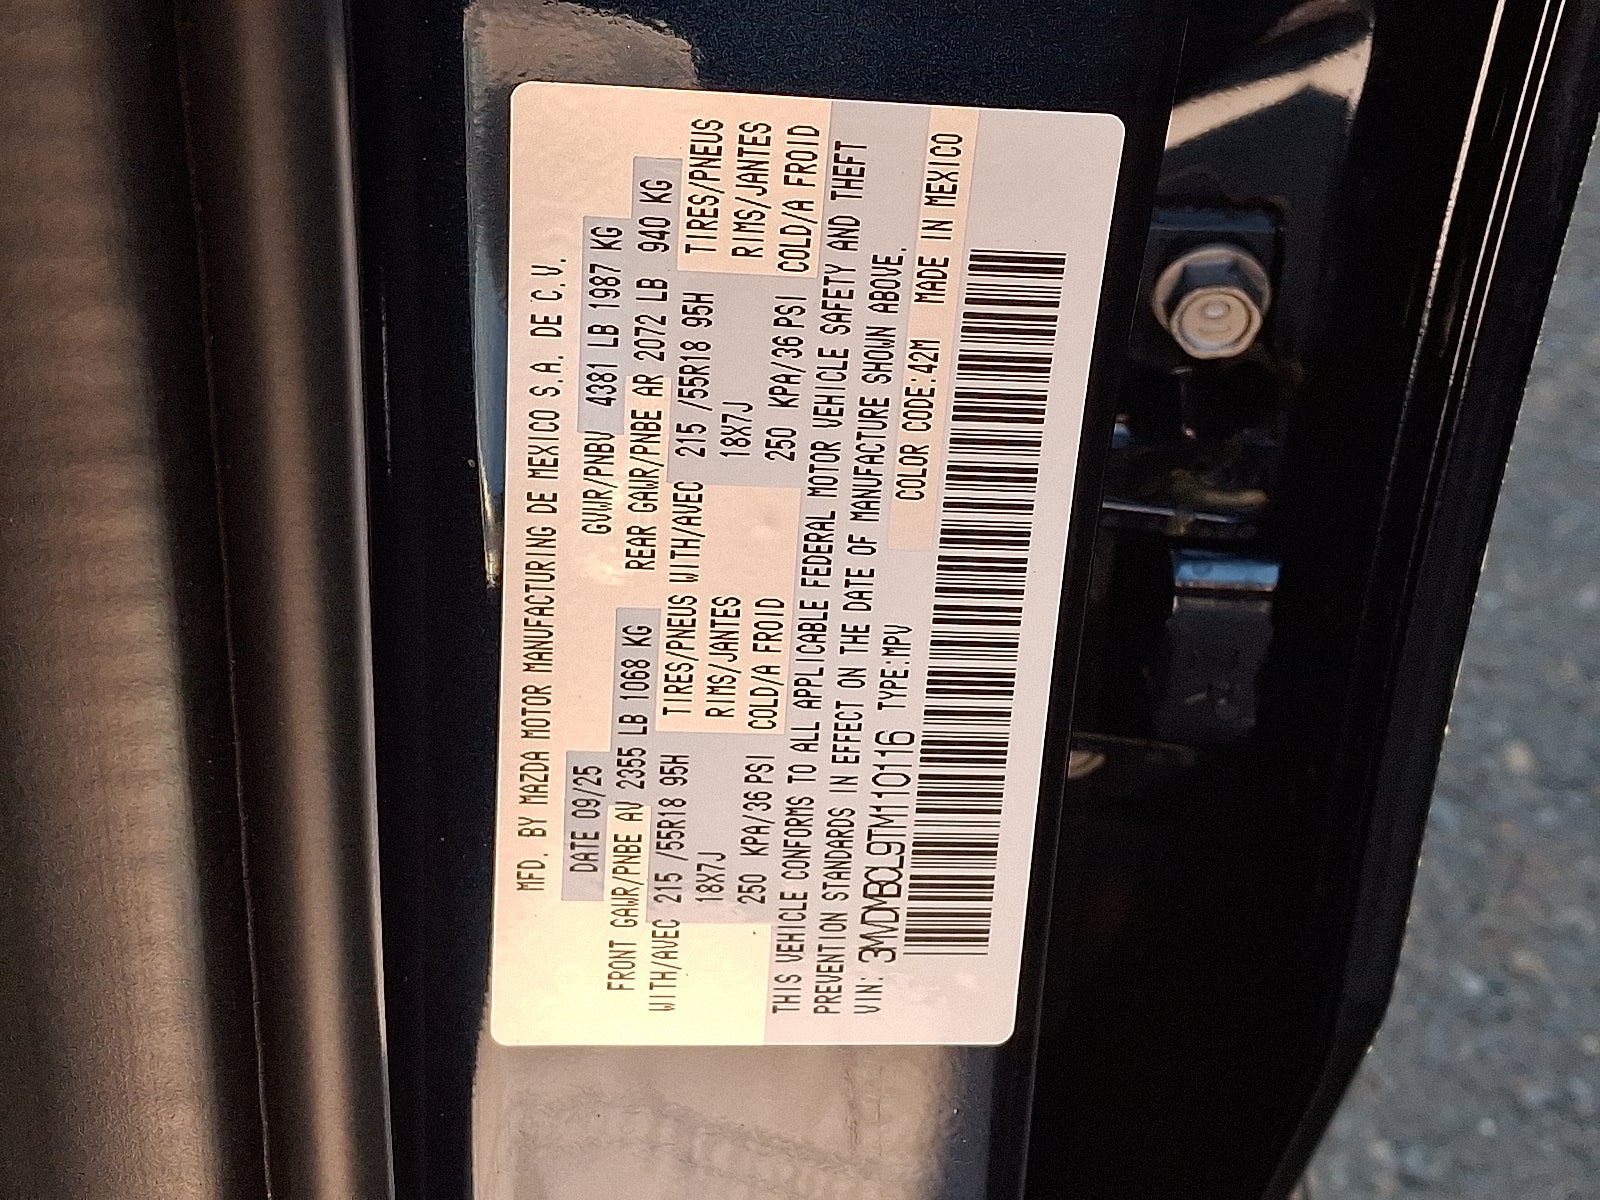 MFD. BY MAZDA MOTOR MANUFACTURING DE MEXICO S.A. DE C.V.
DATE 09/25 GVWR/PNBV 4381 LB 1987 KG
FRONT GAWR/PNBE AV 2355 LB 1068 KG REAR GAWR/PNBE AR 2072 LB 940 KG
WITH/AVEC 215 /55R18 95H TIRES/PNEUS WITH/AVEC 215 /55R18 95H TIRES/PNEUS
18X7J RIMS/JANTES 18X7J RIMS/JANTES
250 KPA/36PSI COLD/A FROID 250 KPA/36PSI COLD/A FROID
THIS VEHICLE CONFORMS TO ALL APPLICABLE FEDERAL MOTOR VEHICLE SAFETY AND THEFT
PREVENTION STANDARDS IN EFFECT ON THE DATE OF MANUFACTURE SHOWN ABOVE.
VIN: 3MVDMBCL9TM110116 TYPE:MPV COLOR CODE:42M MADE IN MEXICO